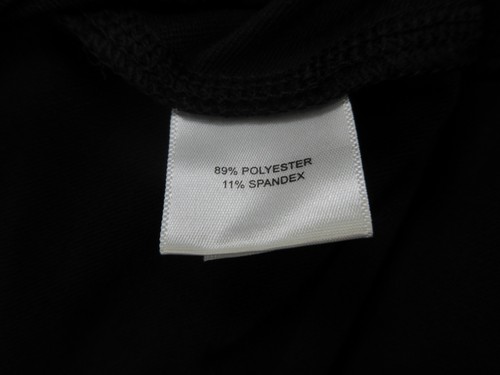 89% POLYESTER
11% SPANDEX